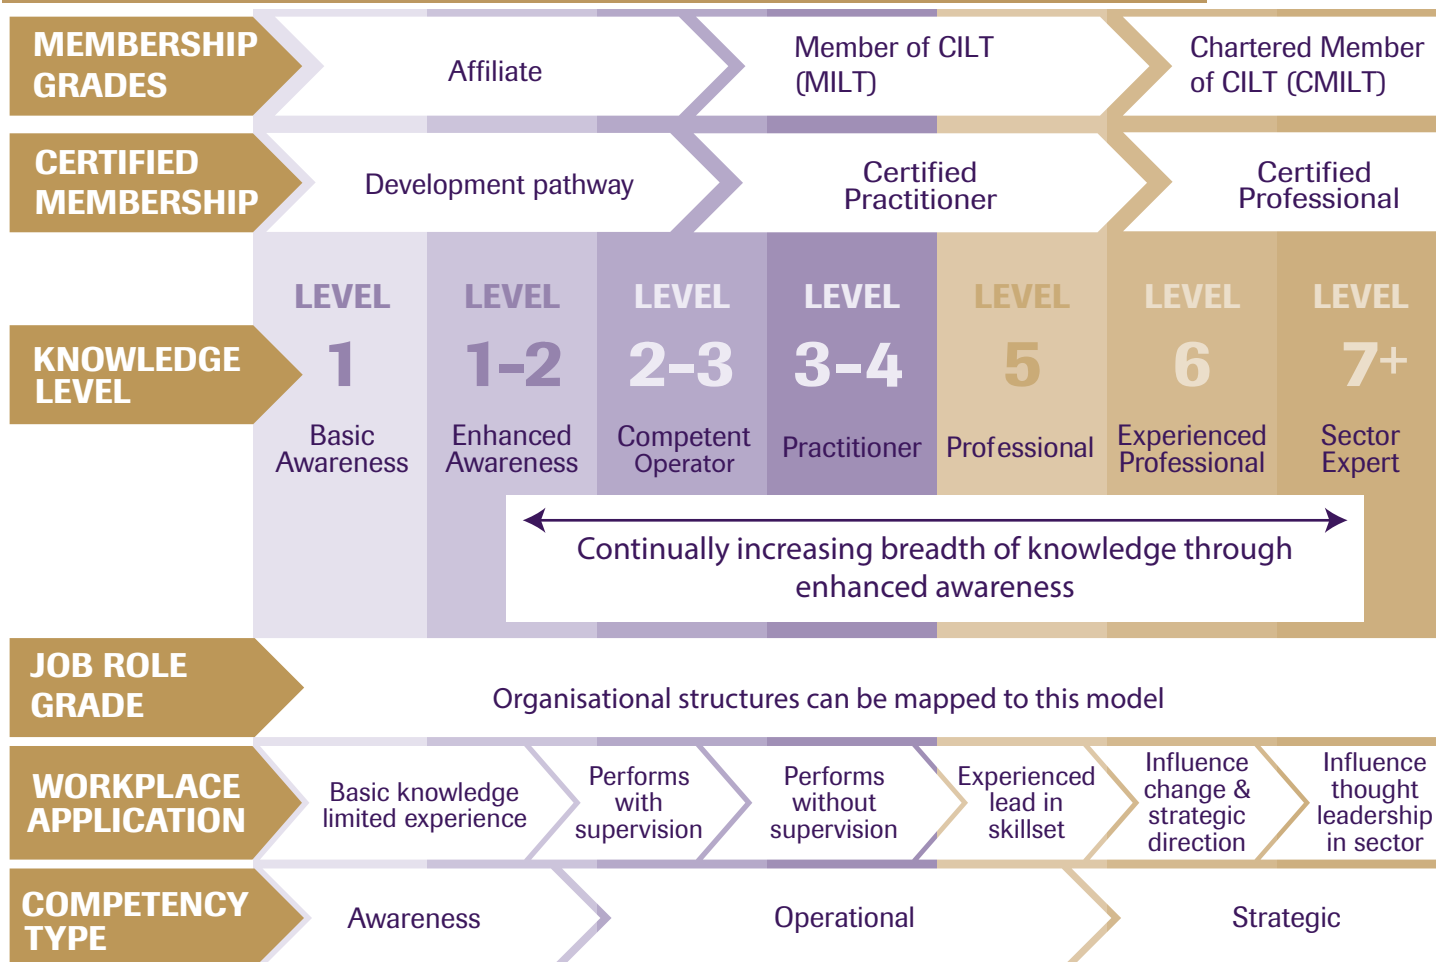 MEMBERSHIP
GRADES
Affiliate
Member of CILT
(MILT)
Chartered Member
of CILT (CMILT)
CERTIFIED
MEMBERSHIP
Development pathway
Certified
Practitioner
Certified
Professional
KNOWLEDGE
LEVEL
LEVEL
1
Basic
Awareness
LEVEL
1–2
Enhanced
Awareness
LEVEL
2–3
Competent
Operator
LEVEL
3–4
Practitioner
LEVEL
5
Professional
LEVEL
6
Experienced
Professional
LEVEL
7+
Sector
Expert
Continually increasing breadth of knowledge through
enhanced awareness
JOB ROLE
GRADE
Organisational structures can be mapped to this model
WORKPLACE
APPLICATION
Basic knowledge
limited experience
Performs
with
supervision
Performs
without
supervision
Experienced
lead in
skillset
Influence
change &
strategic
direction
Influence
thought
leadership
in sector
COMPETENCY
TYPE
Awareness
Operational
Strategic